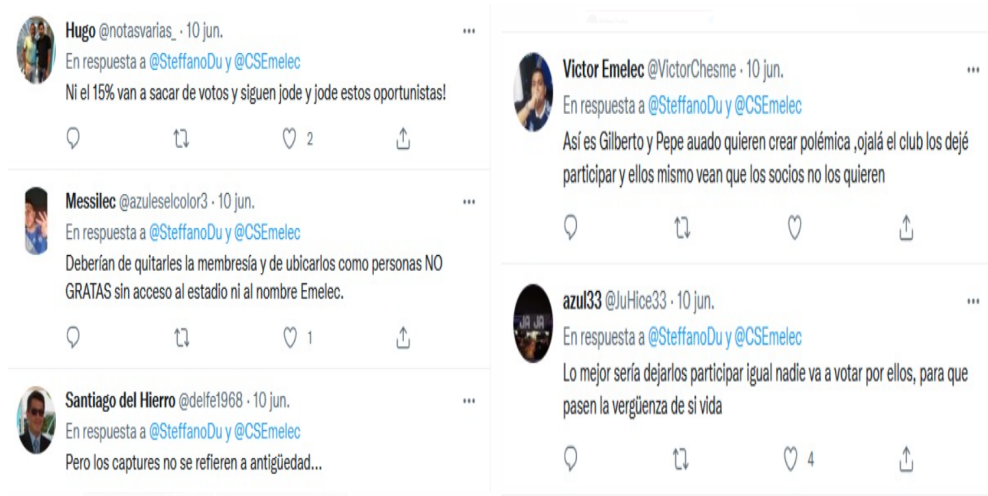 Hugo @notasvarias_ · 10 jun.
En respuesta a @SteffanoDu y @CSEmelec
Ni el 15% van a sacar de votos y siguen jode y jode estos oportunistas!
2
Messilec @azuleselcolor3 · 10 jun.
En respuesta a @SteffanoDu y @CSEmelec
Deberían de quitarles la membresía y de ubicarlos como personas NO
GRATAS sin acceso al estadio ni al nombre Emelec.
1
Santiago del Hierro @delfe1968 · 10 jun.
En respuesta a @SteffanoDu y @CSEmelec
Pero los captures no se refieren a antigüedad...
Victor Emelec @VictorChesme · 10 jun.
En respuesta a @SteffanoDu y @CSEmelec
Así es Gilberto y Pepe auado quieren crear polémica ,ojalá el club los dejé
participar y ellos mismo vean que los socios no los quieren
azul33 @JuHice33 · 10 jun.
En respuesta a @SteffanoDu y @CSEmelec
Lo mejor sería dejarlos participar igual nadie va a votar por ellos, para que
pasen la vergüenza de si vida
4